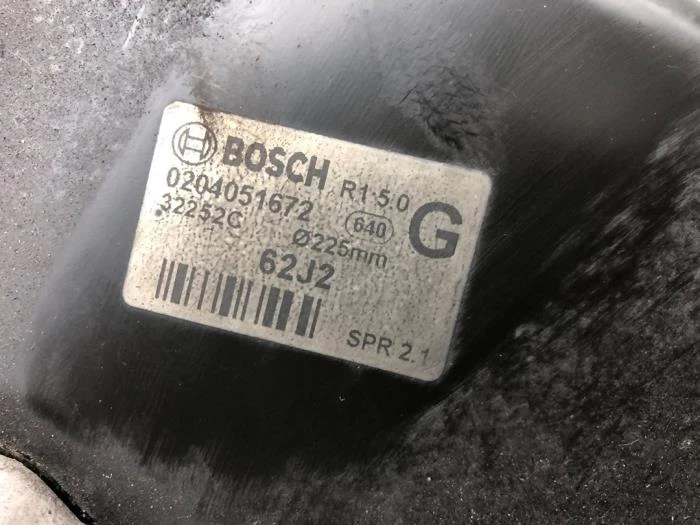 BOSCH R1 5.0
0204051672 640 G
32252C Ø225mm
62J2
SPR 2.1